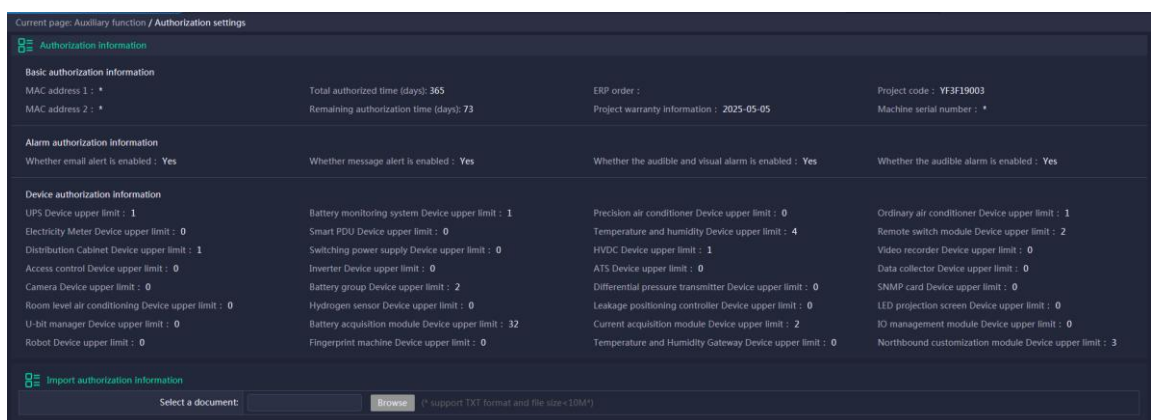 Current page: Auxiliary function / Authorization settings
Authorization information
Basic authorization information
MAC address 1 : * Total authorized time (days): 365 ERP order : Project code : YF3F19003
MAC address 2 : * Remaining authorization time (days): 73 Project warranty information : 2025-05-05 Machine serial number : *
Alarm authorization information
Whether email alert is enabled : Yes Whether message alert is enabled : Yes Whether the audible and visual alarm is enabled : Yes Whether the audible alarm is enabled : Yes
Device authorization information
UPS Device upper limit : 1 Battery monitoring system Device upper limit : 1 Precision air conditioner Device upper limit : 0 Ordinary air conditioner Device upper limit : 1
Electricity Meter Device upper limit : 0 Smart PDU Device upper limit : 0 Temperature and humidity Device upper limit : 4 Remote switch module Device upper limit : 2
Distribution Cabinet Device upper limit : 1 Switching power supply Device upper limit : 0 HVDC Device upper limit : 1 Video recorder Device upper limit : 0
Access control Device upper limit : 0 Inverter Device upper limit : 0 ATS Device upper limit : 0 Data collector Device upper limit : 0
Camera Device upper limit : 0 Battery group Device upper limit : 2 Differential pressure transmitter Device upper limit : 0 SNMP card Device upper limit : 0
Room level air conditioning Device upper limit : 0 Hydrogen sensor Device upper limit : 0 Leakage positioning controller Device upper limit : 0 LED projection screen Device upper limit : 0
U-bit manager Device upper limit : 0 Battery acquisition module Device upper limit : 32 Current acquisition module Device upper limit : 2 IO management module Device upper limit : 0
Robot Device upper limit : 0 Fingerprint machine Device upper limit : 0 Temperature and Humidity Gateway Device upper limit : 0 Northbound customization module Device upper limit : 3
Import authorization information
Select a document: Browse (* support TXT format and file size<10M*)